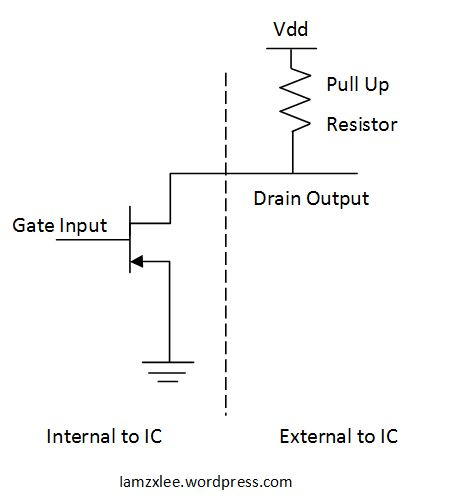 Vdd
Pull Up
Resistor
Drain Output
Gate Input
Internal to IC
External to IC
lamzxlee.wordpress.com